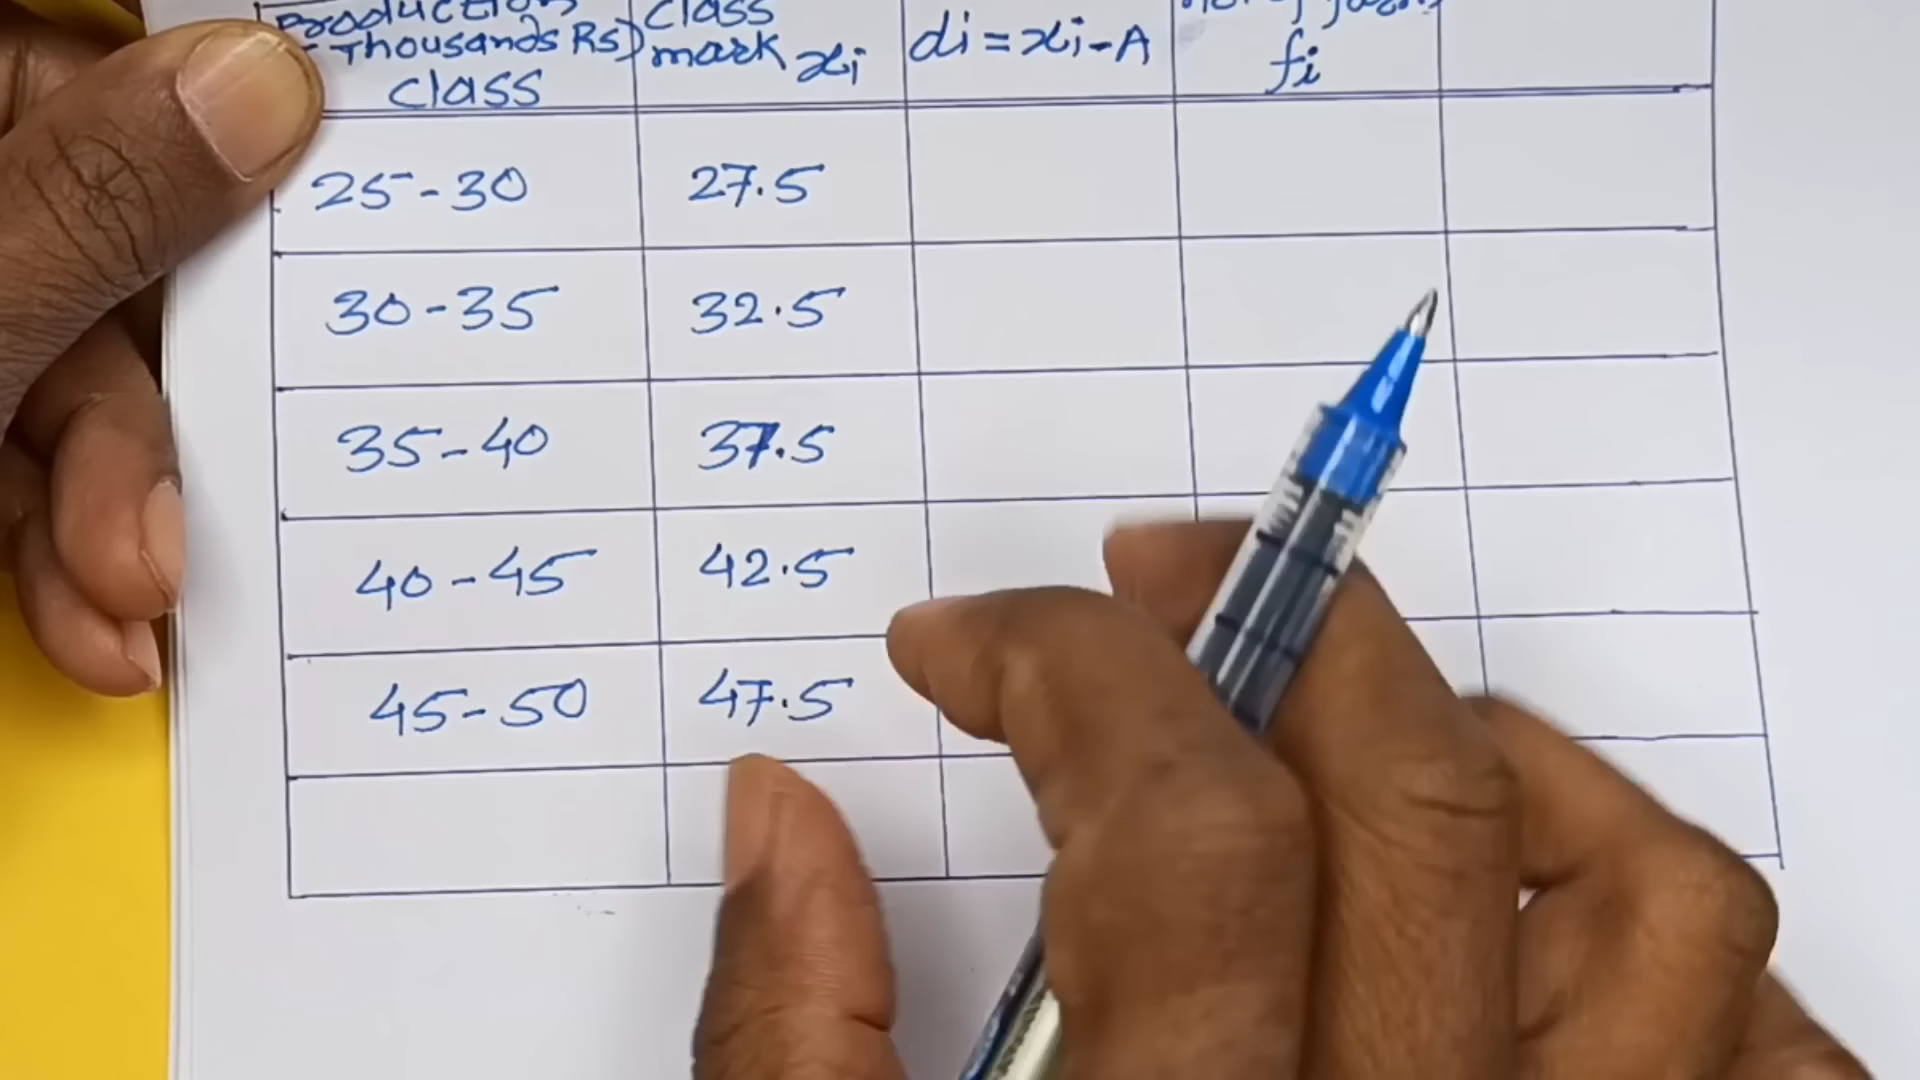 Production
Thousands Rs)
class
class
mark xi
di = xi - A
fi
25-30 27.5
30-35 32.5
35-40 37.5
40-45 42.5
45-50 47.5